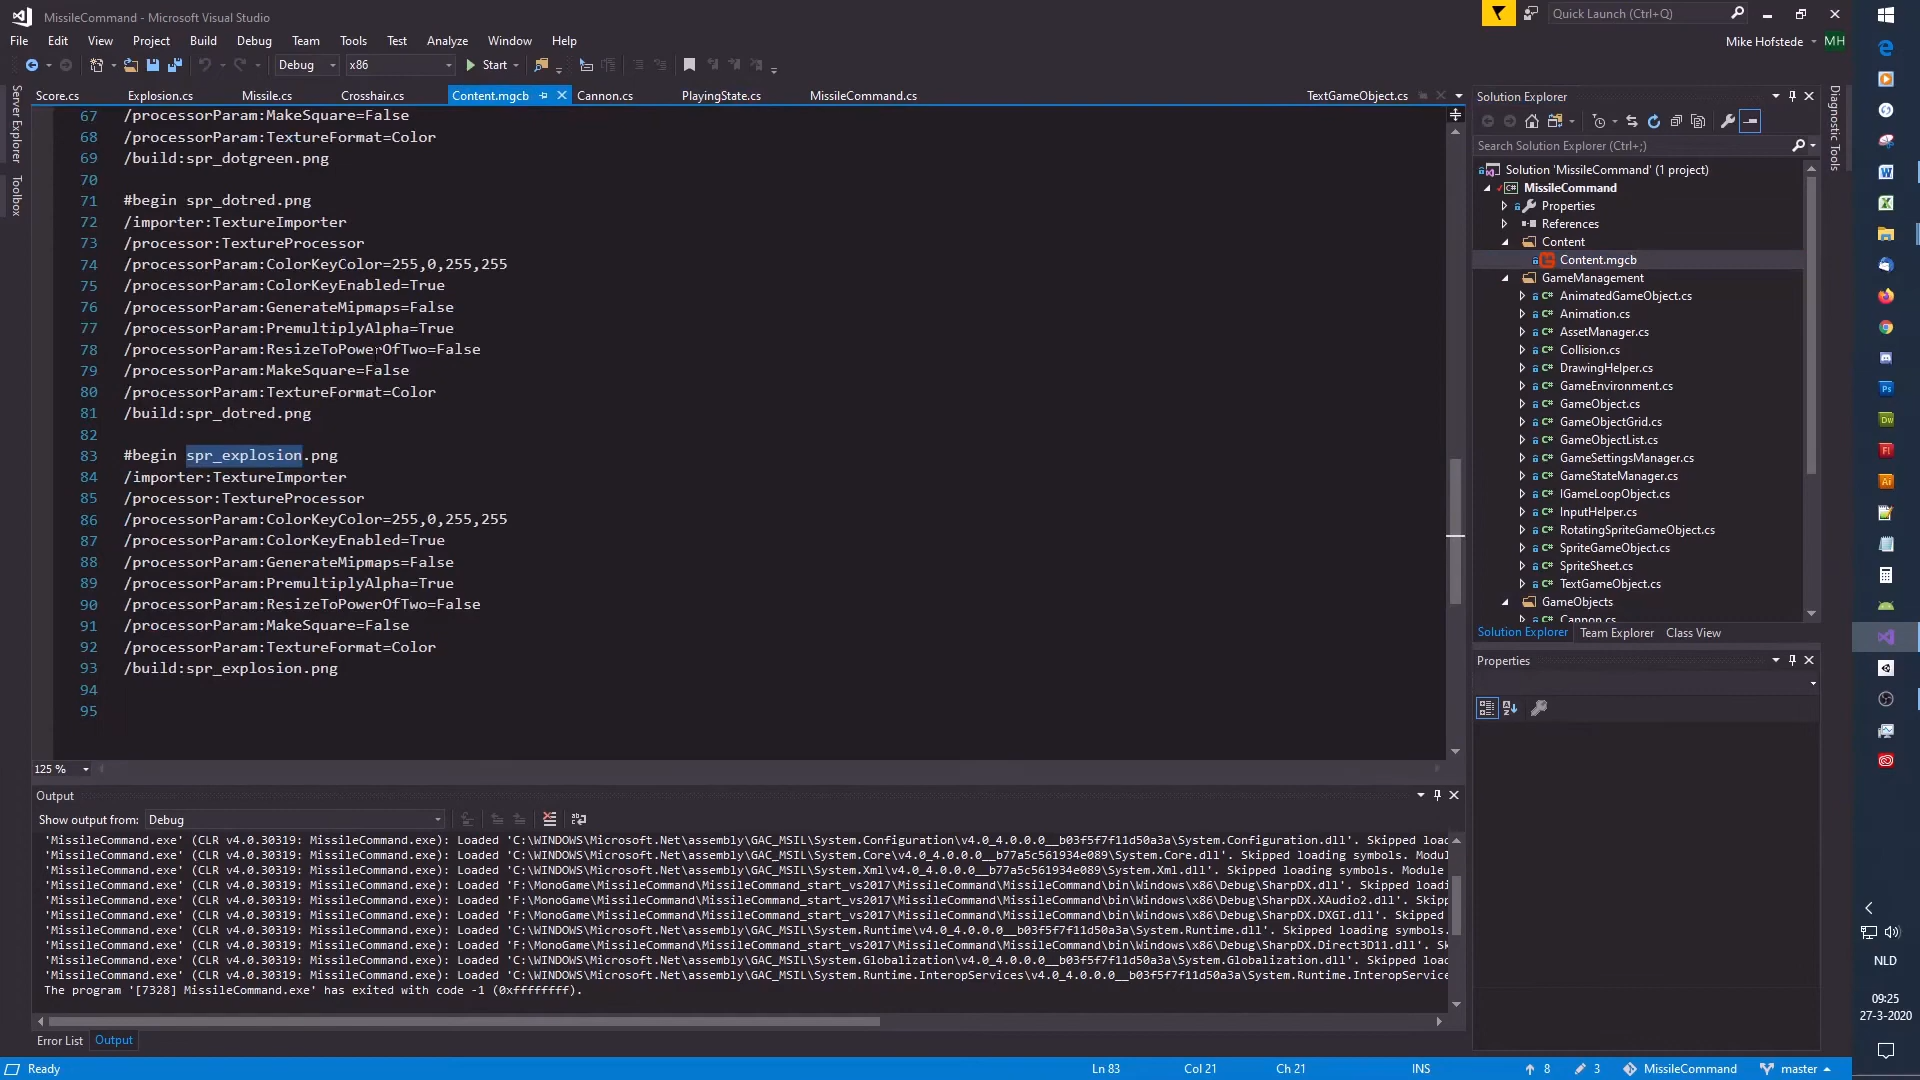 MissileCommand - Microsoft Visual Studio
Quick Launch (Ctrl+Q)
File Edit View Project Build Debug Team Tools Test Analyze Window Help
Mike Hofstede MH
Debug x86 Start
Server Explorer
Toolbox
Score.cs Explosion.cs Missile.cs Crosshair.cs Content.mgcb Cannon.cs PlayingState.cs MissileCommand.cs TextGameObject.cs
67 /processorParam:MakeSquare=False
68 /processorParam:TextureFormat=Color
69 /build:spr_dotgreen.png
70
71 #begin spr_dotred.png
72 /importer:TextureImporter
73 /processor:TextureProcessor
74 /processorParam:ColorKeyColor=255,0,255,255
75 /processorParam:ColorKeyEnabled=True
76 /processorParam:GenerateMipmaps=False
77 /processorParam:PremultiplyAlpha=True
78 /processorParam:ResizeToPowerOfTwo=False
79 /processorParam:MakeSquare=False
80 /processorParam:TextureFormat=Color
81 /build:spr_dotred.png
82
83 #begin spr_explosion.png
84 /importer:TextureImporter
85 /processor:TextureProcessor
86 /processorParam:ColorKeyColor=255,0,255,255
87 /processorParam:ColorKeyEnabled=True
88 /processorParam:GenerateMipmaps=False
89 /processorParam:PremultiplyAlpha=True
90 /processorParam:ResizeToPowerOfTwo=False
91 /processorParam:MakeSquare=False
92 /processorParam:TextureFormat=Color
93 /build:spr_explosion.png
94
95
125 %
Output
Show output from: Debug
'MissileCommand.exe' (CLR v4.0.30319: MissileCommand.exe): Loaded 'C:\WINDOWS\Microsoft.Net\assembly\GAC_MSIL\System.Configuration\v4.0_4.0.0.0__b03f5f7f11d50a3a\System.Configuration.dll'. Skipped loa
'MissileCommand.exe' (CLR v4.0.30319: MissileCommand.exe): Loaded 'C:\WINDOWS\Microsoft.Net\assembly\GAC_MSIL\System.Core\v4.0_4.0.0.0__b77a5c561934e089\System.Core.dll'. Skipped loading symbols. Modul
'MissileCommand.exe' (CLR v4.0.30319: MissileCommand.exe): Loaded 'C:\WINDOWS\Microsoft.Net\assembly\GAC_MSIL\System.Xml\v4.0_4.0.0.0__b77a5c561934e089\System.Xml.dll'. Skipped loading symbols. Module
'MissileCommand.exe' (CLR v4.0.30319: MissileCommand.exe): Loaded 'F:\MonoGame\MissileCommand\MissileCommand_start_vs2017\MissileCommand\MissileCommand\bin\Windows\x86\Debug\SharpDX.dll'. Skipped loadi
'MissileCommand.exe' (CLR v4.0.30319: MissileCommand.exe): Loaded 'F:\MonoGame\MissileCommand\MissileCommand_start_vs2017\MissileCommand\MissileCommand\bin\Windows\x86\Debug\SharpDX.XAudio2.dll'. Skipp
'MissileCommand.exe' (CLR v4.0.30319: MissileCommand.exe): Loaded 'F:\MonoGame\MissileCommand\MissileCommand_start_vs2017\MissileCommand\MissileCommand\bin\Windows\x86\Debug\SharpDX.DXGI.dll'. Skipped
'MissileCommand.exe' (CLR v4.0.30319: MissileCommand.exe): Loaded 'C:\WINDOWS\Microsoft.Net\assembly\GAC_MSIL\System.Runtime\v4.0_4.0.0.0__b03f5f7f11d50a3a\System.Runtime.dll'. Skipped loading symbols.
'MissileCommand.exe' (CLR v4.0.30319: MissileCommand.exe): Loaded 'F:\MonoGame\MissileCommand\MissileCommand_start_vs2017\MissileCommand\MissileCommand\bin\Windows\x86\Debug\SharpDX.Direct3D11.dll'. Sk
'MissileCommand.exe' (CLR v4.0.30319: MissileCommand.exe): Loaded 'C:\WINDOWS\Microsoft.Net\assembly\GAC_MSIL\System.Globalization\v4.0_4.0.0.0__b03f5f7f11d50a3a\System.Globalization.dll'. Skipped load
'MissileCommand.exe' (CLR v4.0.30319: MissileCommand.exe): Loaded 'C:\WINDOWS\Microsoft.Net\assembly\GAC_MSIL\System.Runtime.InteropServices\v4.0_4.0.0.0__b03f5f7f11d50a3a\System.Runtime.InteropService
The program '[7328] MissileCommand.exe' has exited with code -1 (0xffffffff).
Error List Output
Solution Explorer
Search Solution Explorer (Ctrl+;)
Solution 'MissileCommand' (1 project)
MissileCommand
Properties
References
Content
Content.mgcb
GameManagement
AnimatedGameObject.cs
Animation.cs
AssetManager.cs
Collision.cs
DrawingHelper.cs
GameEnvironment.cs
GameObject.cs
GameObjectGrid.cs
GameObjectList.cs
GameSettingsManager.cs
GameStateManager.cs
IGameLoopObject.cs
InputHelper.cs
RotatingSpriteGameObject.cs
SpriteGameObject.cs
SpriteSheet.cs
TextGameObject.cs
GameObjects
Cannon.cs
Solution Explorer Team Explorer Class View
Properties
Diagnostic Tools
NLD
09:25
27-3-2020
Ready Ln 83 Col 21 Ch 21 INS 8 3 MissileCommand master